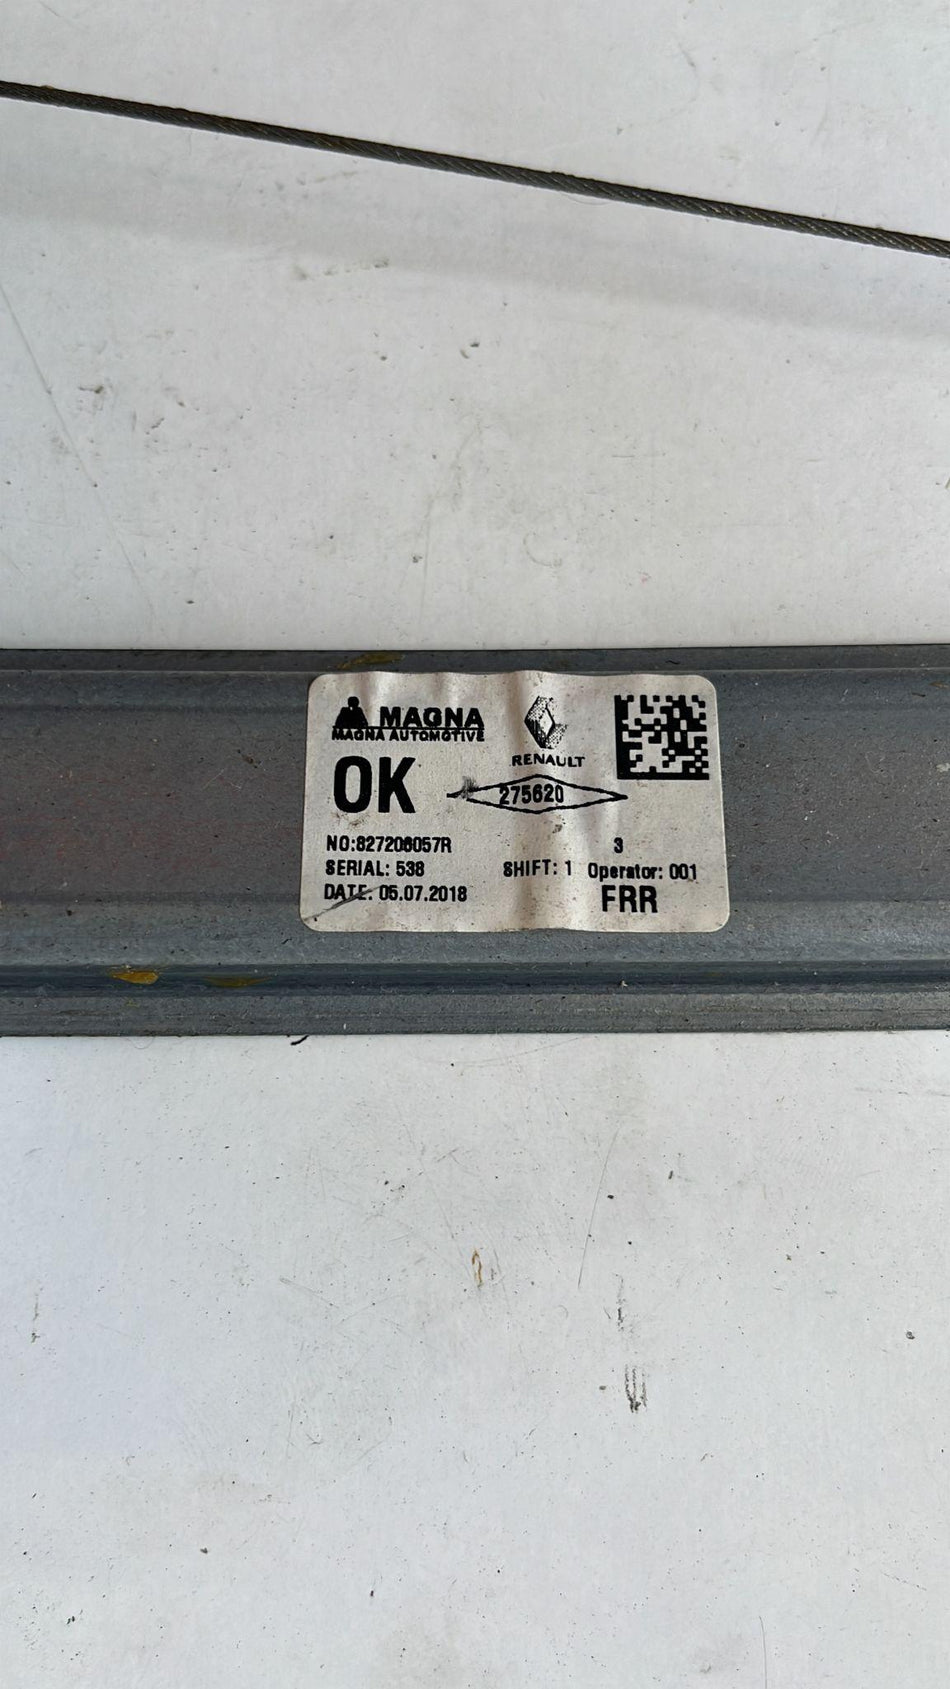 MAGNA
MAGNA AUTOMOTIVE
RENAULT
OK
275620
NO:827206057R
3
SERIAL: 538
SHIFT: 1
Operator: 001
DATE: 05.07.2018
FRR